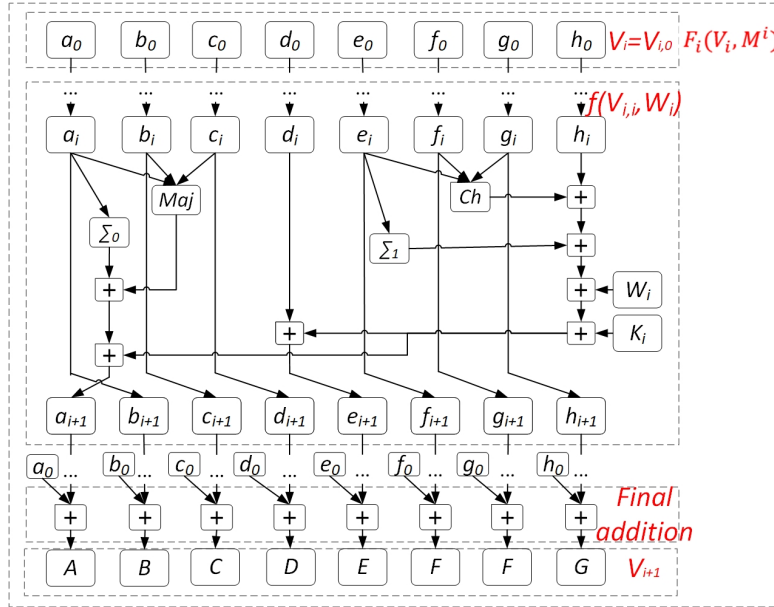 a₀ b₀ c₀ d₀ e₀ f₀ g₀ h₀ Vᵢ=Vᵢ,₀ Fᵢ(Vᵢ, Mⁱ)
... ... ... ... ... ... ... ... f(Vᵢ,ᵢ,Wᵢ)
aᵢ bᵢ cᵢ dᵢ eᵢ fᵢ gᵢ hᵢ
Maj Ch +
∑₀ ∑₁ +
+ + Wᵢ
+ + Kᵢ
+
aᵢ₊₁ bᵢ₊₁ cᵢ₊₁ dᵢ₊₁ eᵢ₊₁ fᵢ₊₁ gᵢ₊₁ hᵢ₊₁
a₀ ... b₀ ... c₀ ... d₀ ... e₀ ... f₀ ... g₀ ... h₀ ...
+ + + + + + + + Final
addition
A B C D E F F G Vᵢ₊₁